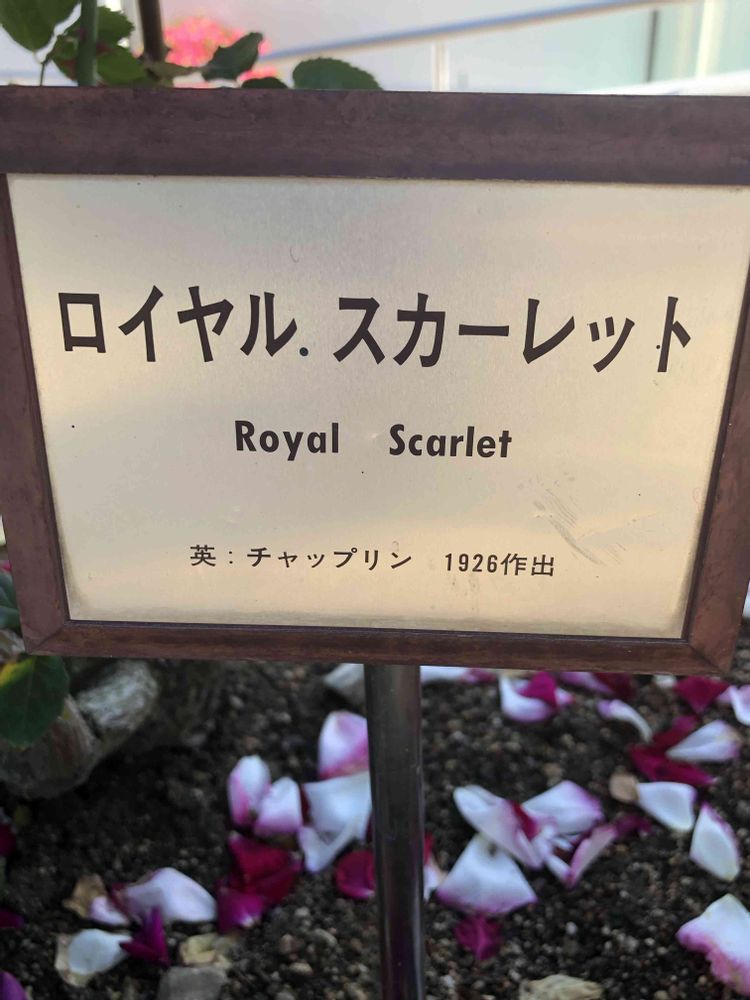 ロイヤル．スカーレット
Royal Scarlet
英：チャップリン 1926作出